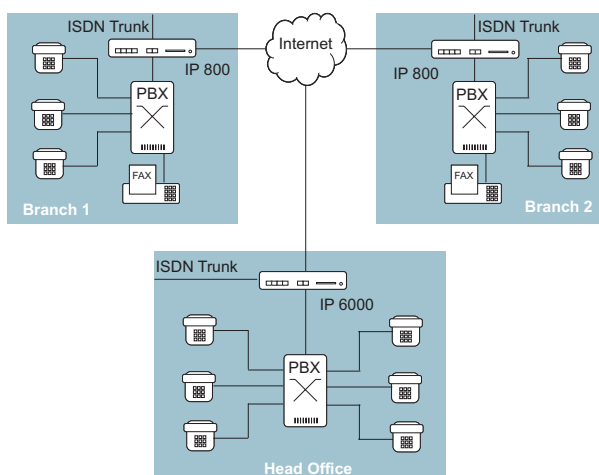 ISDN Trunk
IP 800
PBX
FAX
Branch 1
Internet
ISDN Trunk
IP 800
PBX
FAX
Branch 2
ISDN Trunk
IP 6000
PBX
Head Office